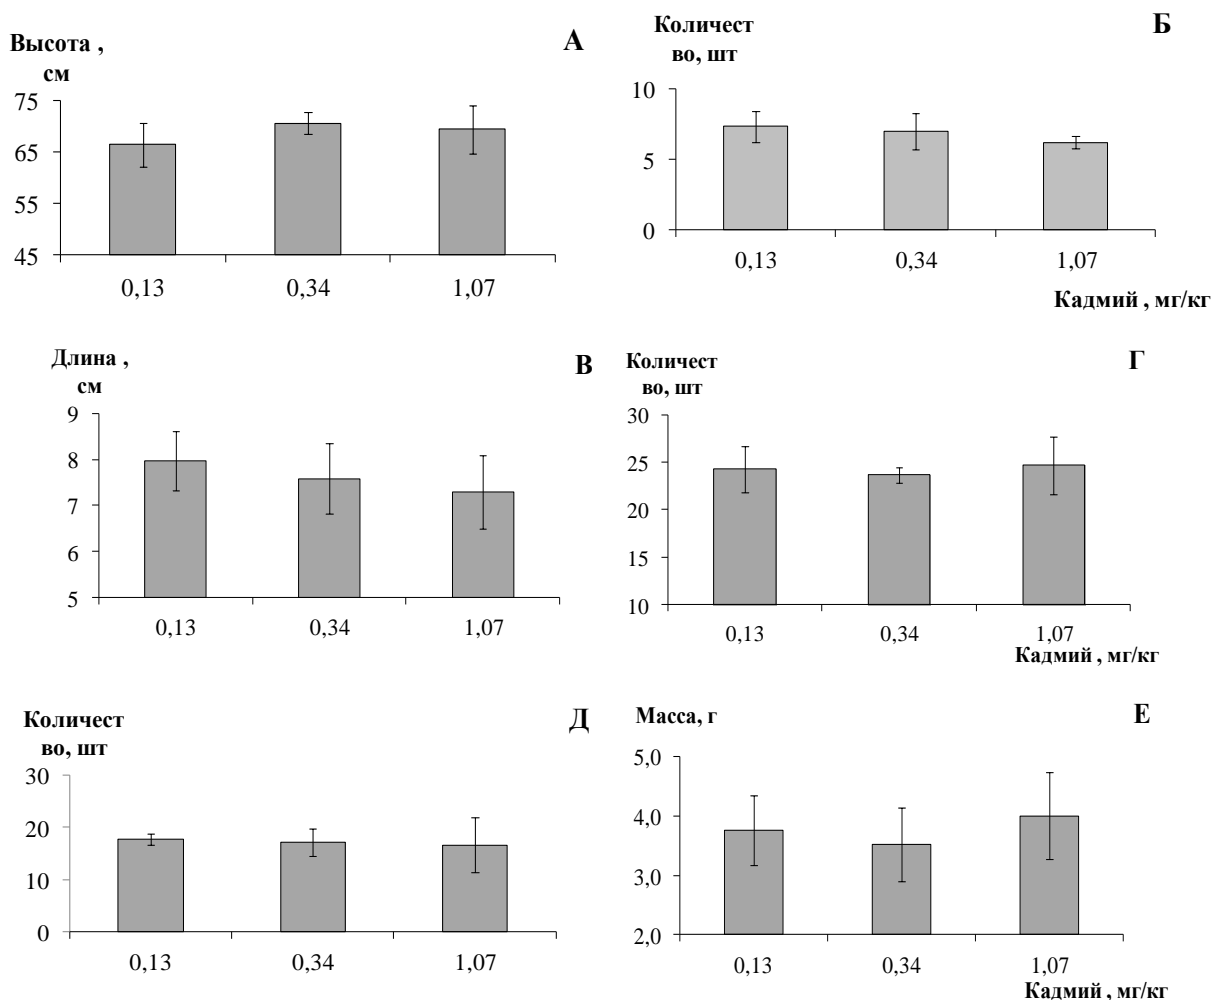 Высота ,
см
А
75
65
55
45
0,13 0,34 1,07
Количест
во, шт
Б
10
5
0
0,13 0,34 1,07
Кадмий , мг/кг
Длина ,
см
В
9
8
7
6
5
0,13 0,34 1,07
Количест
во, шт
Г
30
25
20
15
10
0,13 0,34 1,07
Кадмий , мг/кг
Количест
во, шт
Д
30
20
10
0
0,13 0,34 1,07
Масса, г
Е
5,0
4,0
3,0
2,0
0,13 0,34 1,07
Кадмий , мг/кг